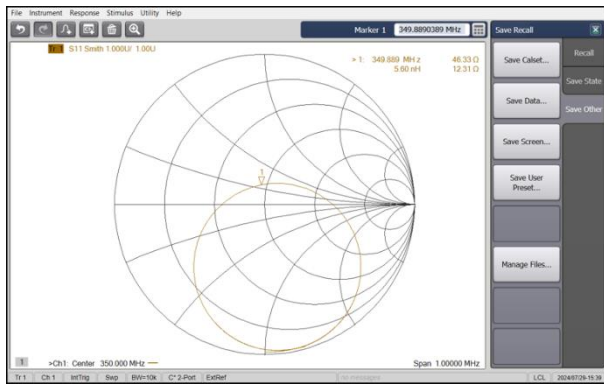 File Instrument Response Stimulus Utility Help
Marker 1 349.8890389 MHz
Tr 1 S11 Smith 1.000U/ 1.00U
> 1: 349.889 MHz 46.33 Ω
5.60 nH 12.31 Ω
1
1 >Ch1: Center 350.000 MHz — Span 1.00000 MHz
Save Recall X
Save Calset...
Save Data...
Save Screen...
Save User
Preset...
Manage Files...
Recall
Save State
Save Other
Tr 1 Ch 1 IntTrig Swp BW=10k C* 2-Port ExtRef no messages LCL 2024/07/29-15:39